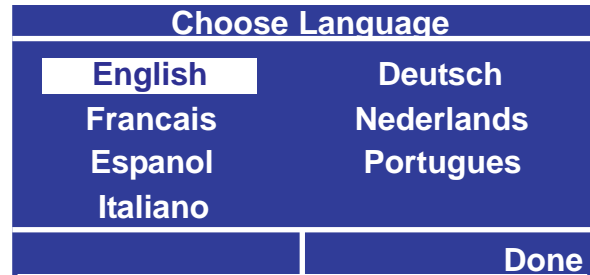 Choose Language
English Deutsch
Francais Nederlands
Espanol Portugues
Italiano
Done